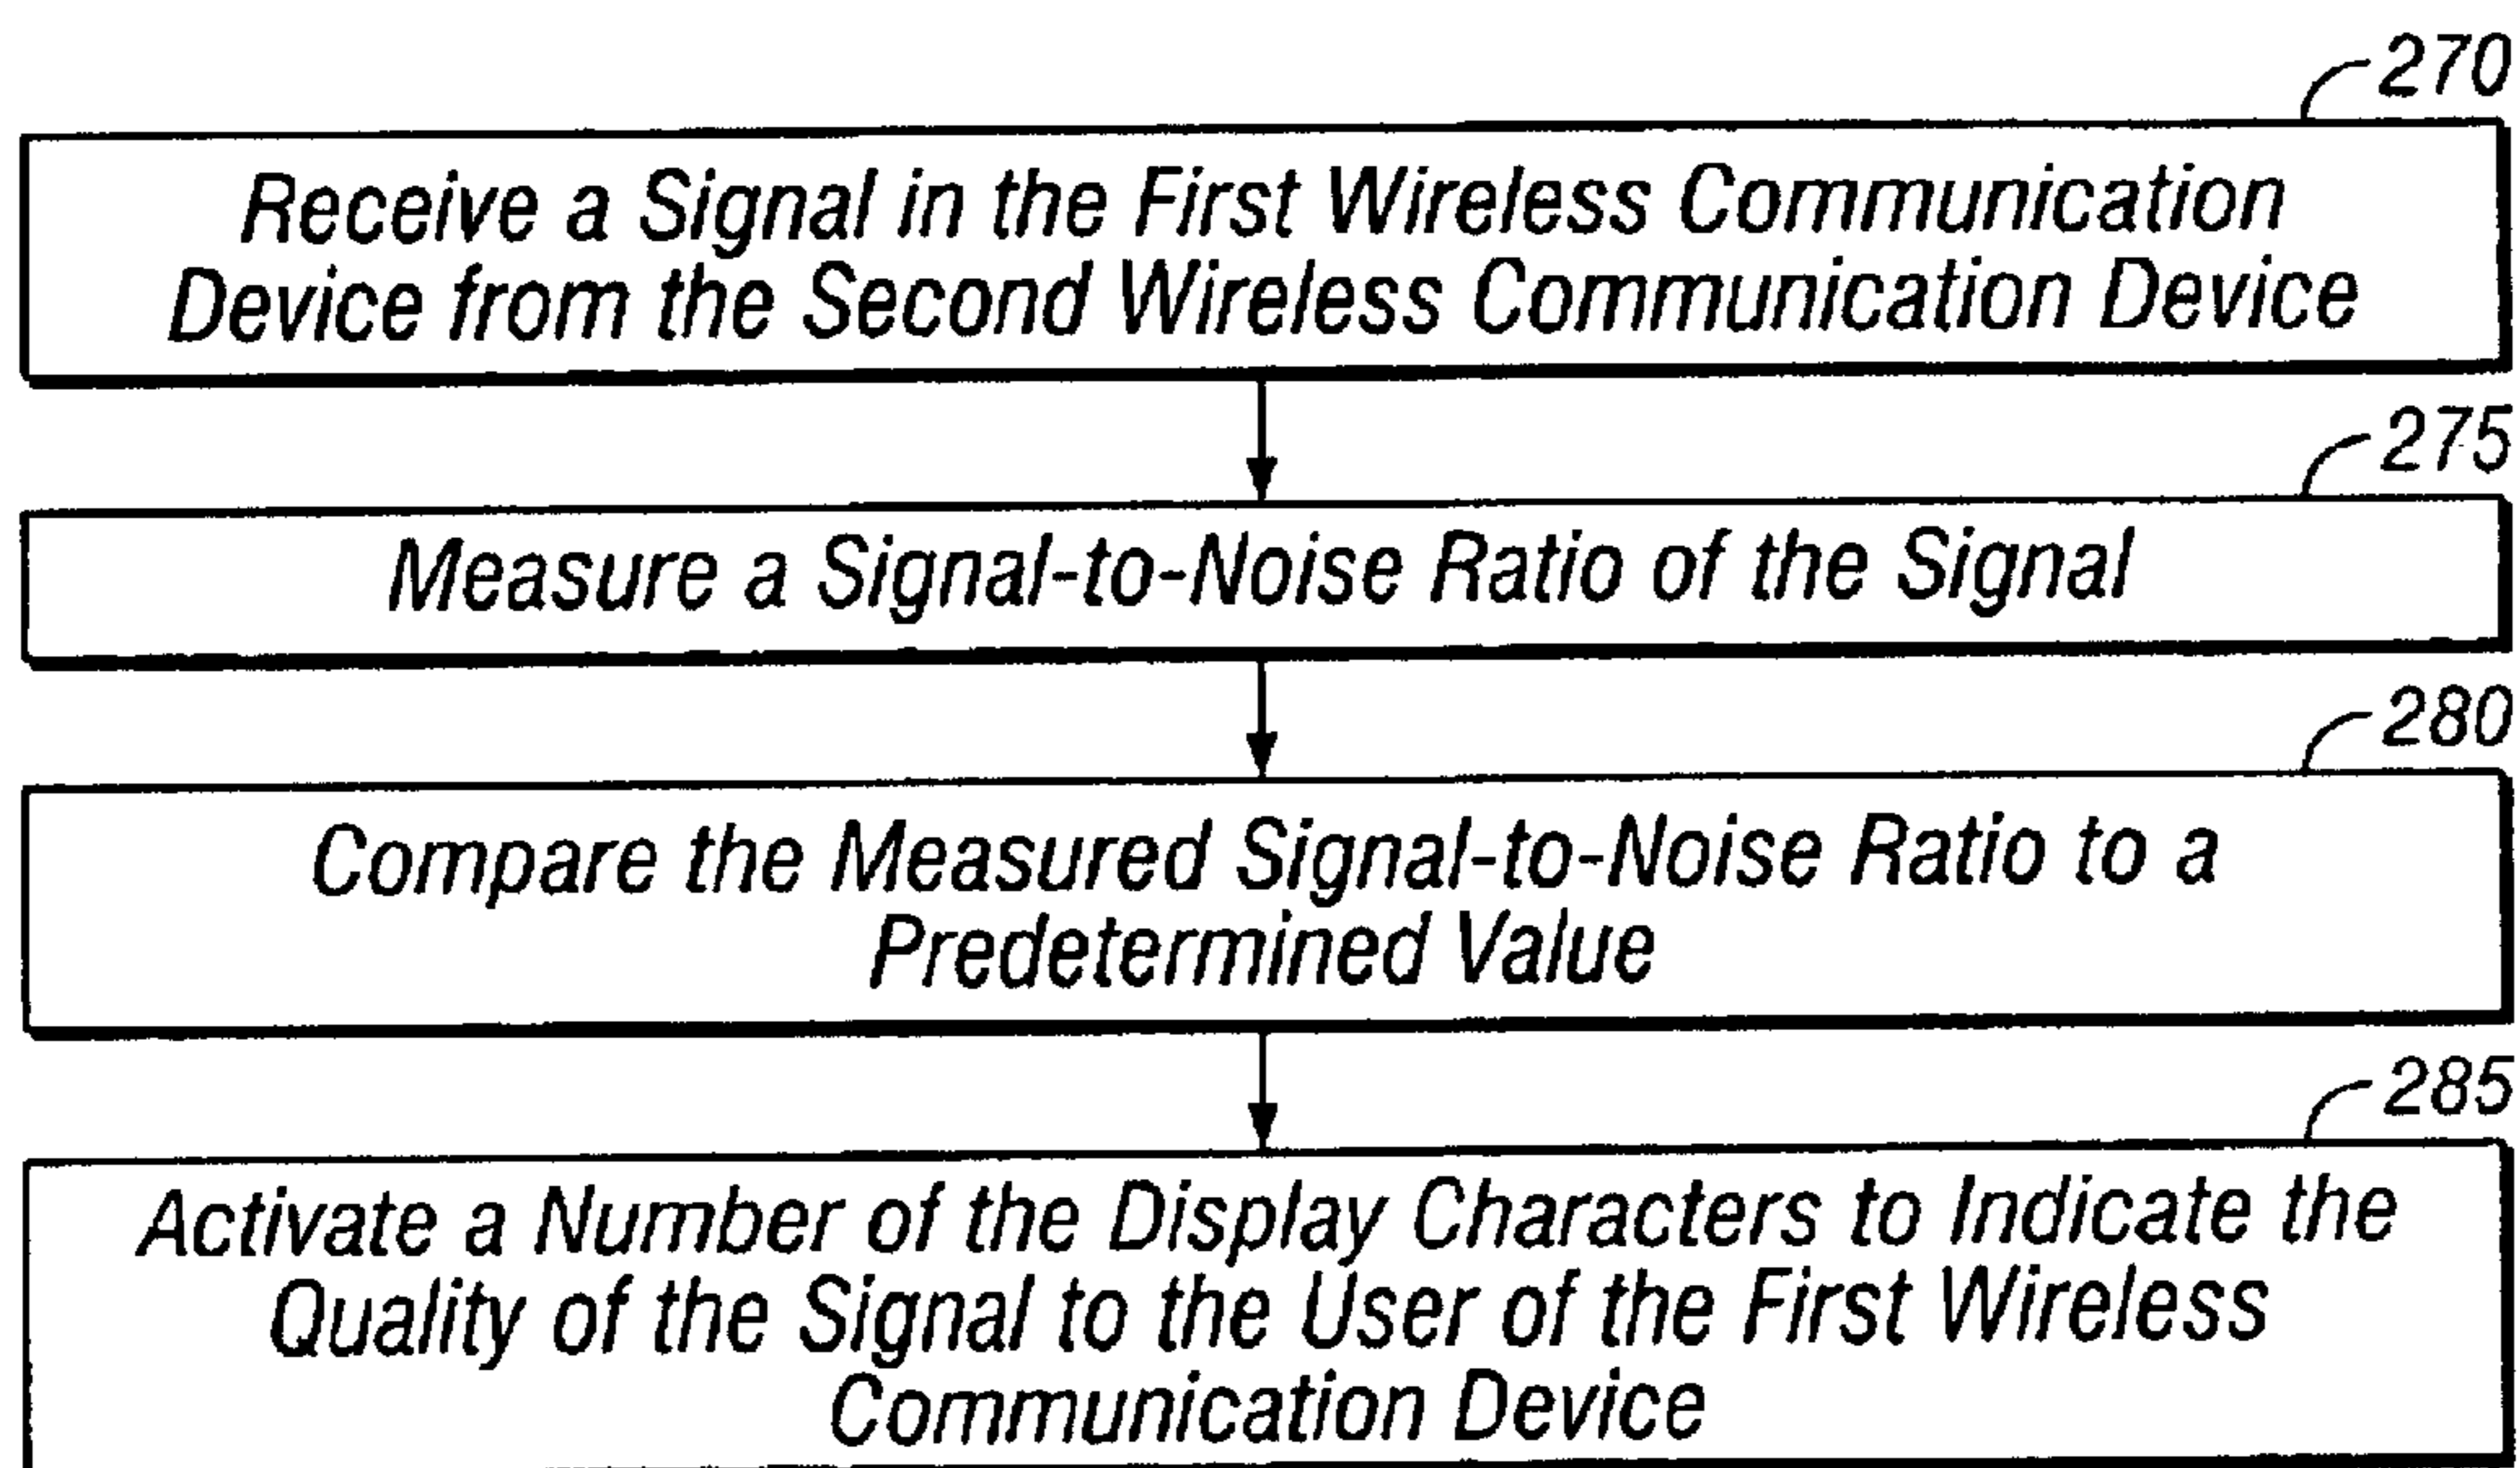 270
Receive a Signal in the First Wireless Communication
Device from the Second Wireless Communication Device
275
Measure a Signal-to-Noise Ratio of the Signal
280
Compare the Measured Signal-to-Noise Ratio to a
Predetermined Value
285
Activate a Number of the Display Characters to Indicate the
Quality of the Signal to the User of the First Wireless
Communication Device